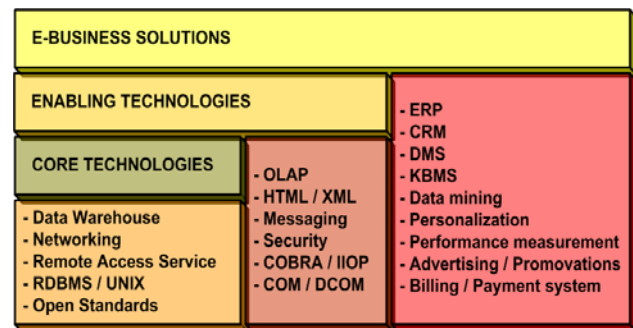 E-BUSINESS SOLUTIONS
ENABLING TECHNOLOGIES
CORE TECHNOLOGIES
- Data Warehouse
- Networking
- Remote Access Service
- RDBMS / UNIX
- Open Standards
- OLAP
- HTML / XML
- Messaging
- Security
- COBRA / IIOP
- COM / DCOM
- ERP
- CRM
- DMS
- KBMS
- Data mining
- Personalization
- Performance measurement
- Advertising / Promovations
- Billing / Payment system